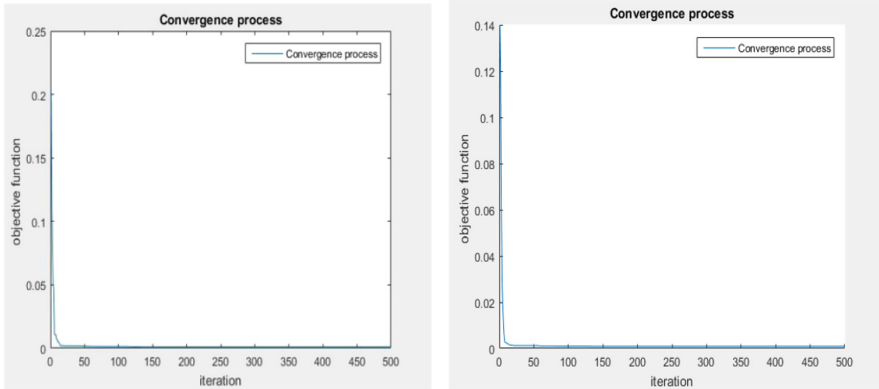 Convergence process
0.25
Convergence process
0.2
0.15
0.1
0.05
0
objective function
0 50 100 150 200 250 300 350 400 450 500
iteration
Convergence process
0.14
Convergence process
0.12
0.1
0.08
0.06
0.04
0.02
0
objective function
0 50 100 150 200 250 300 350 400 450 500
iteration